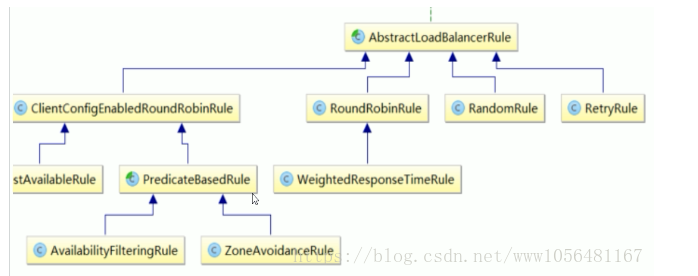 AbstractLoadBalancerRule
ClientConfigEnabledRoundRobinRule
RoundRobinRule
RandomRule
RetryRule
stAvailableRule
PredicateBasedRule
WeightedResponseTimeRule
AvailabilityFilteringRule
ZoneAvoidanceRule
https://blog.csdn.net/www1056481167